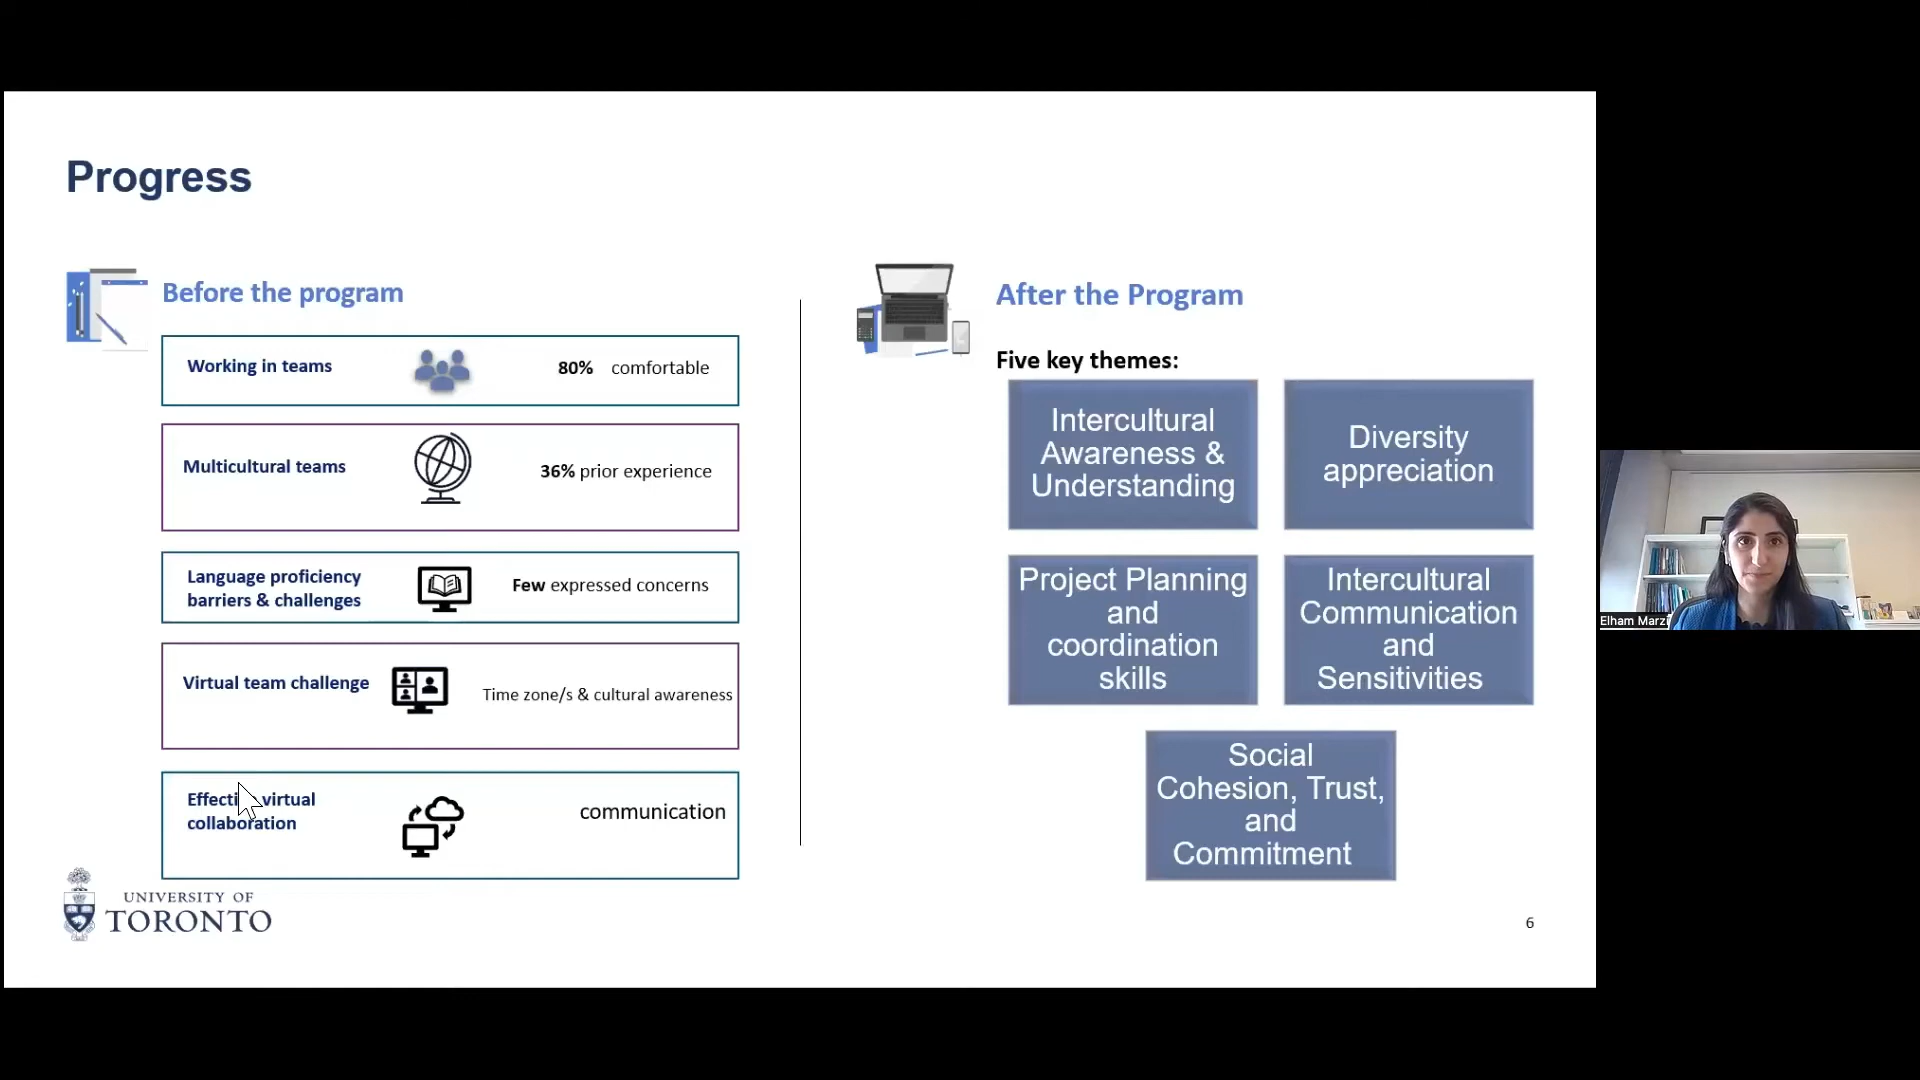 Progress
Before the program
Working in teams
80% comfortable
Multicultural teams
36% prior experience
Language proficiency
barriers & challenges
Few expressed concerns
Virtual team challenge
Time zone/s & cultural awareness
virtual
collaboration
communication
After the Program
Five key themes:
Intercultural
Awareness &
Understanding
Diversity
appreciation
Project Planning
and
coordination
skills
Intercultural
Communication
and
Sensitivities
Social
Cohesion, Trust,
and
Commitment
UNIVERSITY OF
TORONTO
6
Elham Marzi